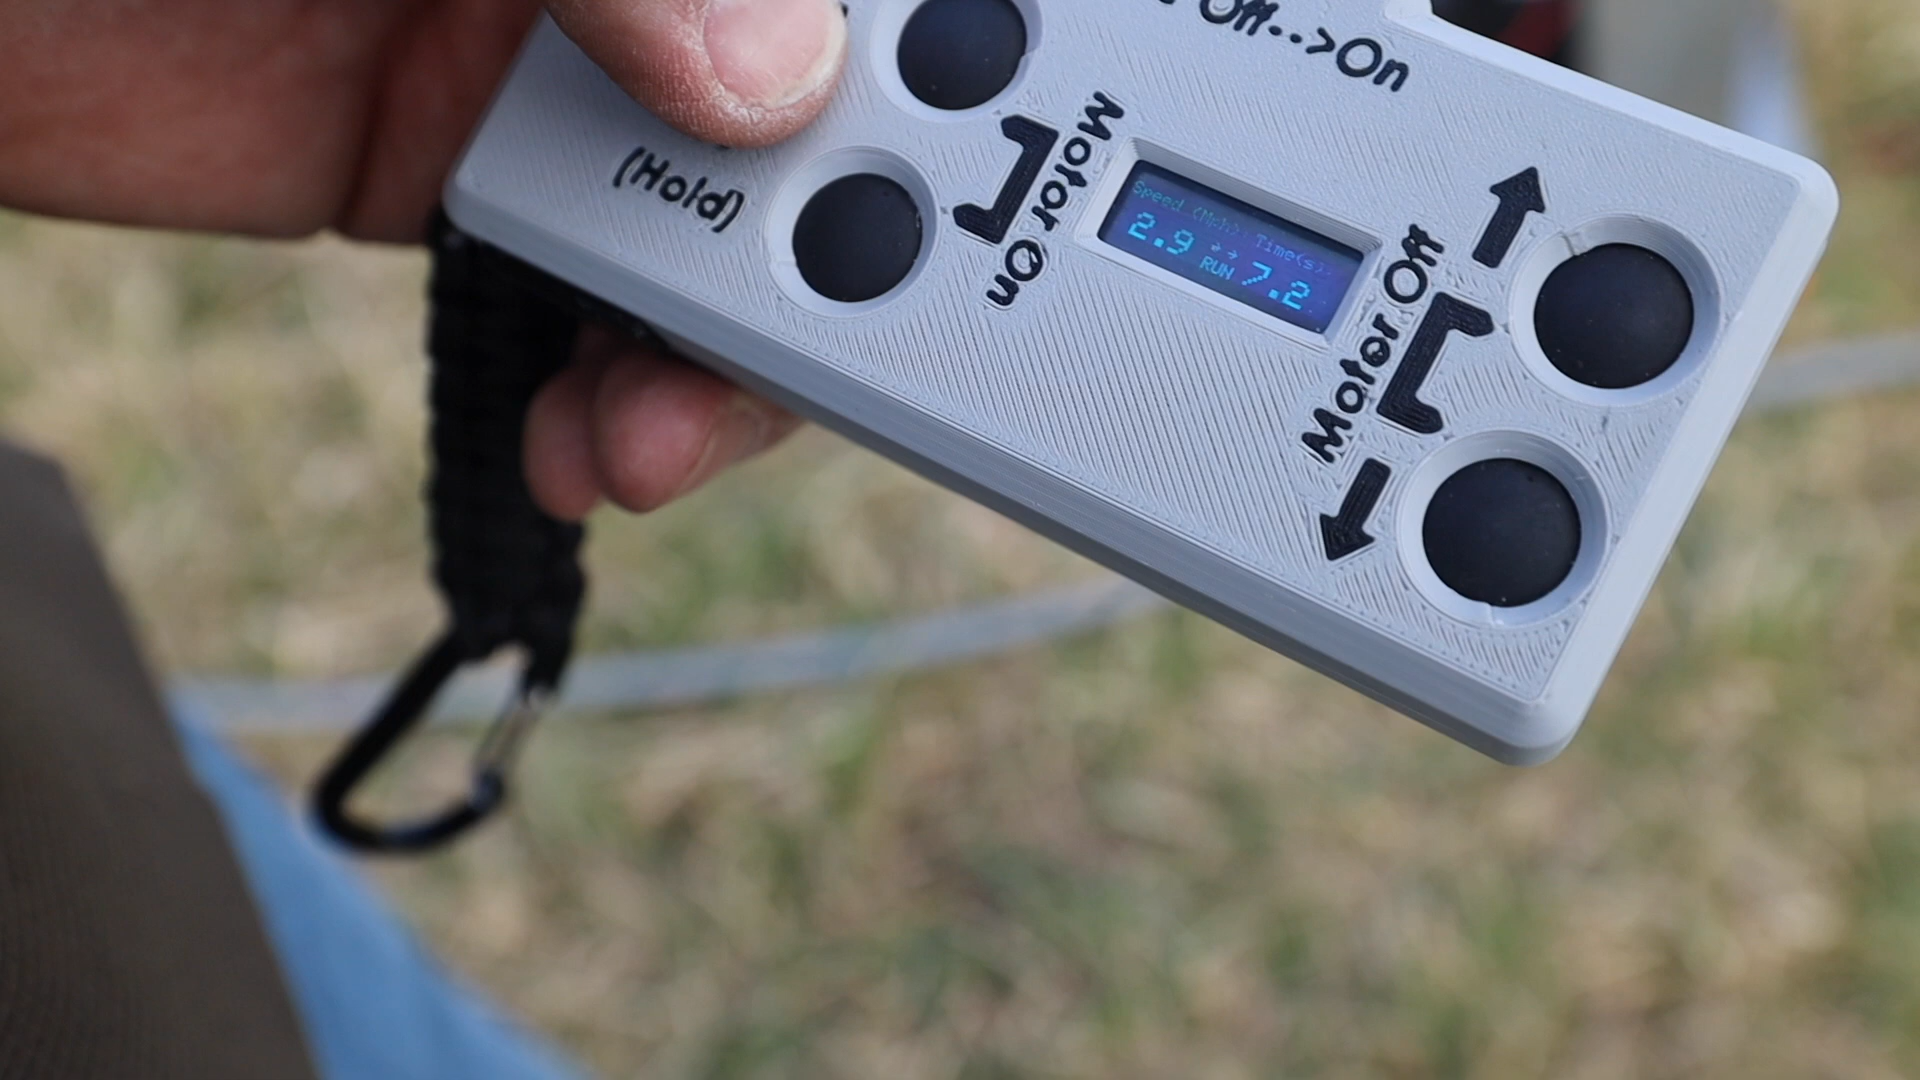 Off-->On
(Hold)
Motor On
Speed (Mph): Time(s):
2.9 RUN 7.2
Motor Off